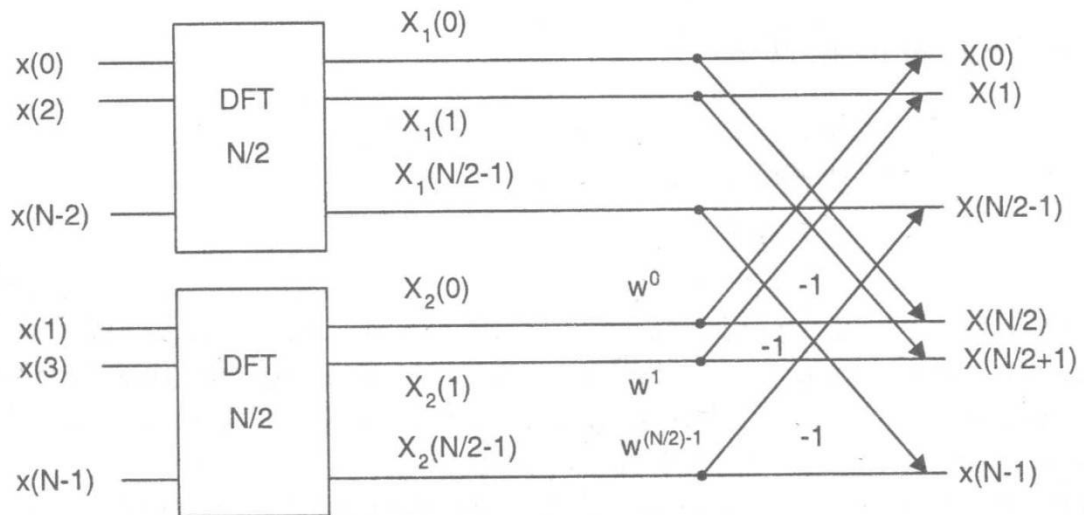 X₁(0)
x(0)
X(0)
x(2)
DFT
X(1)
X₁(1)
N/2
X₁(N/2-1)
x(N-2)
X(N/2-1)
X₂(0)
w⁰
-1
x(1)
X(N/2)
-1
x(3)
DFT
X(N/2+1)
X₂(1)
w¹
N/2
X₂(N/2-1)
w^(N/2)-1
-1
x(N-1)
x(N-1)